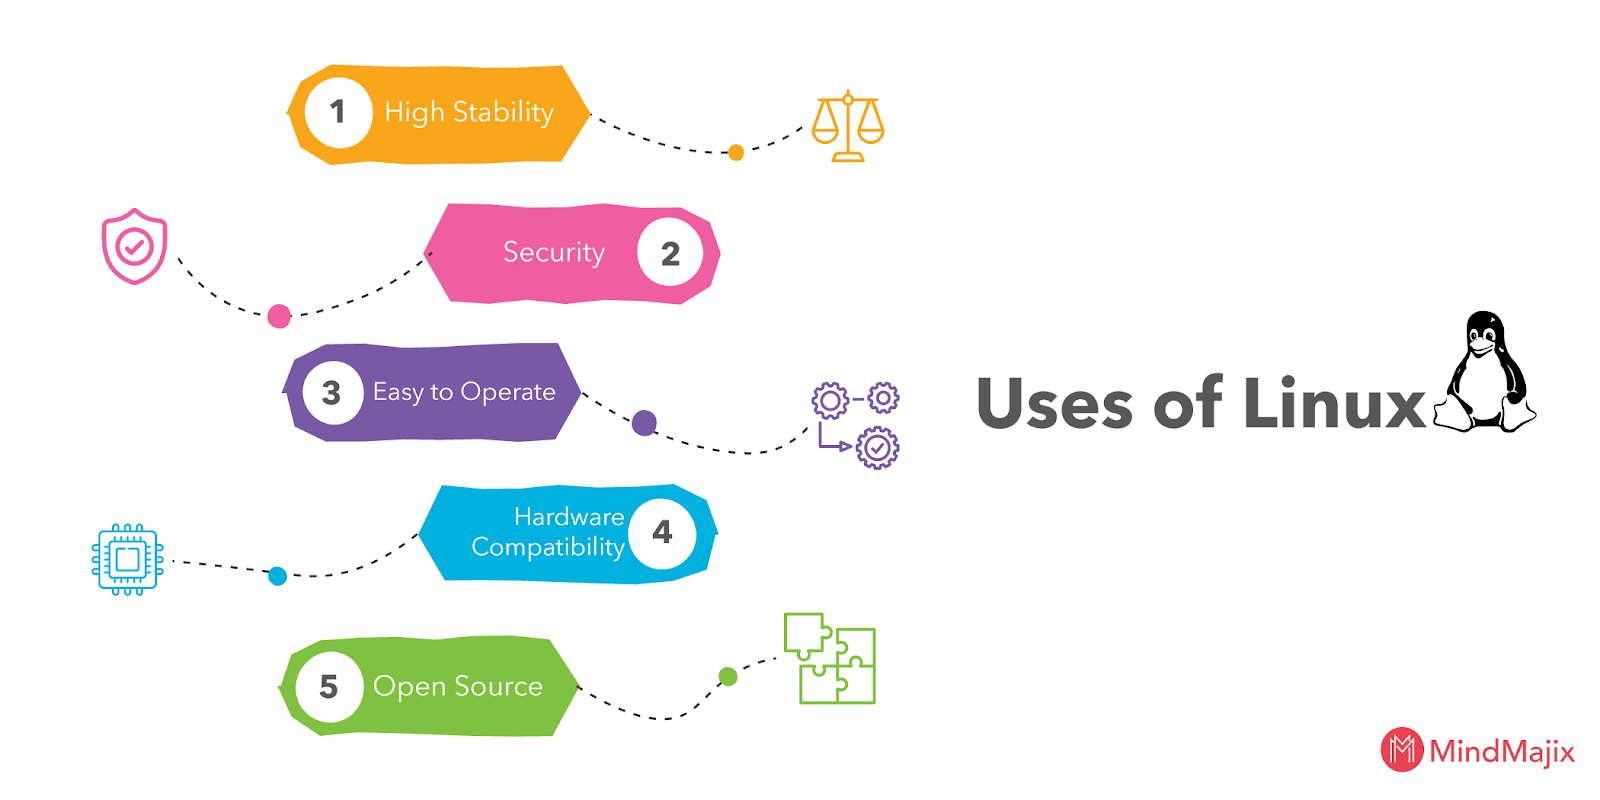 1 High Stability
Security 2
3 Easy to Operate
Hardware
Compatibility 4
5 Open Source
Uses of Linux
M MindMajix